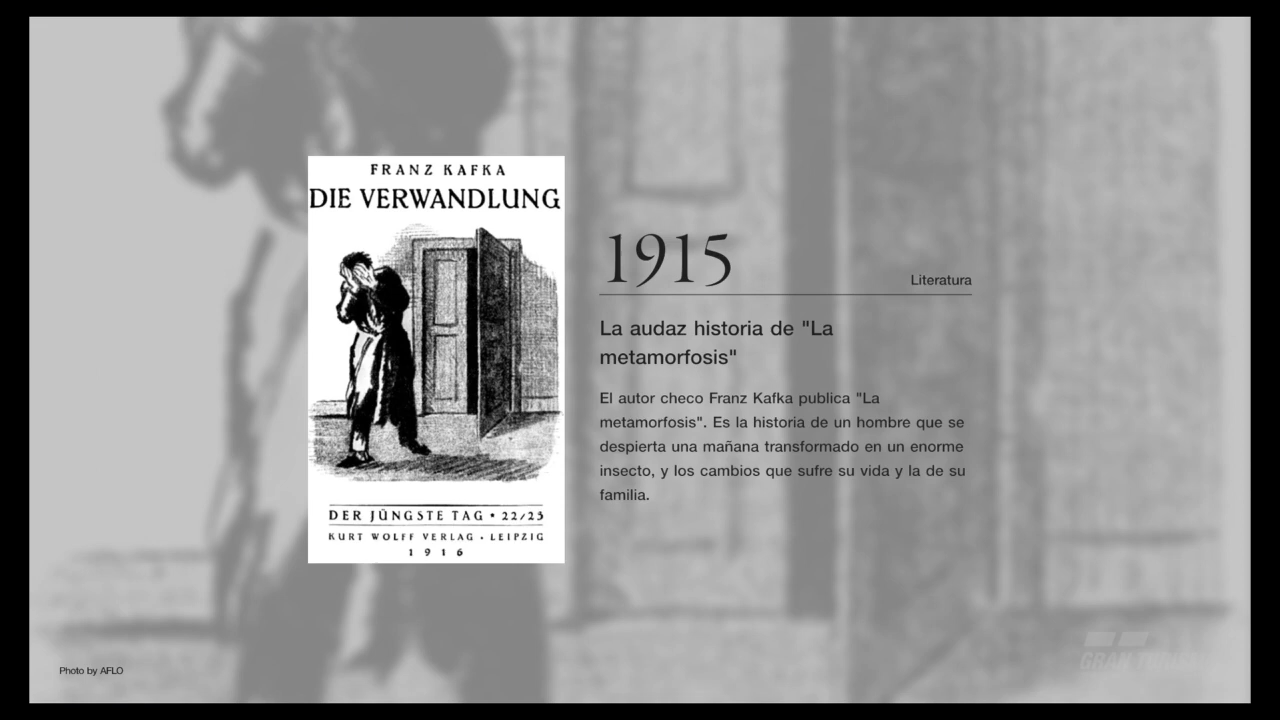 FRANZ KAFKA
DIE VERWANDLUNG
DER JÜNGSTE TAG • 22/23
KURT WOLFF VERLAG • LEIPZIG
1916
1915
Literatura
La audaz historia de "La
metamorfosis"
El autor checo Franz Kafka publica "La
metamorfosis". Es la historia de un hombre que se
despierta una mañana transformado en un enorme
insecto, y los cambios que sufre su vida y la de su
familia.
Photo by AFLO
GRAN TURISMO